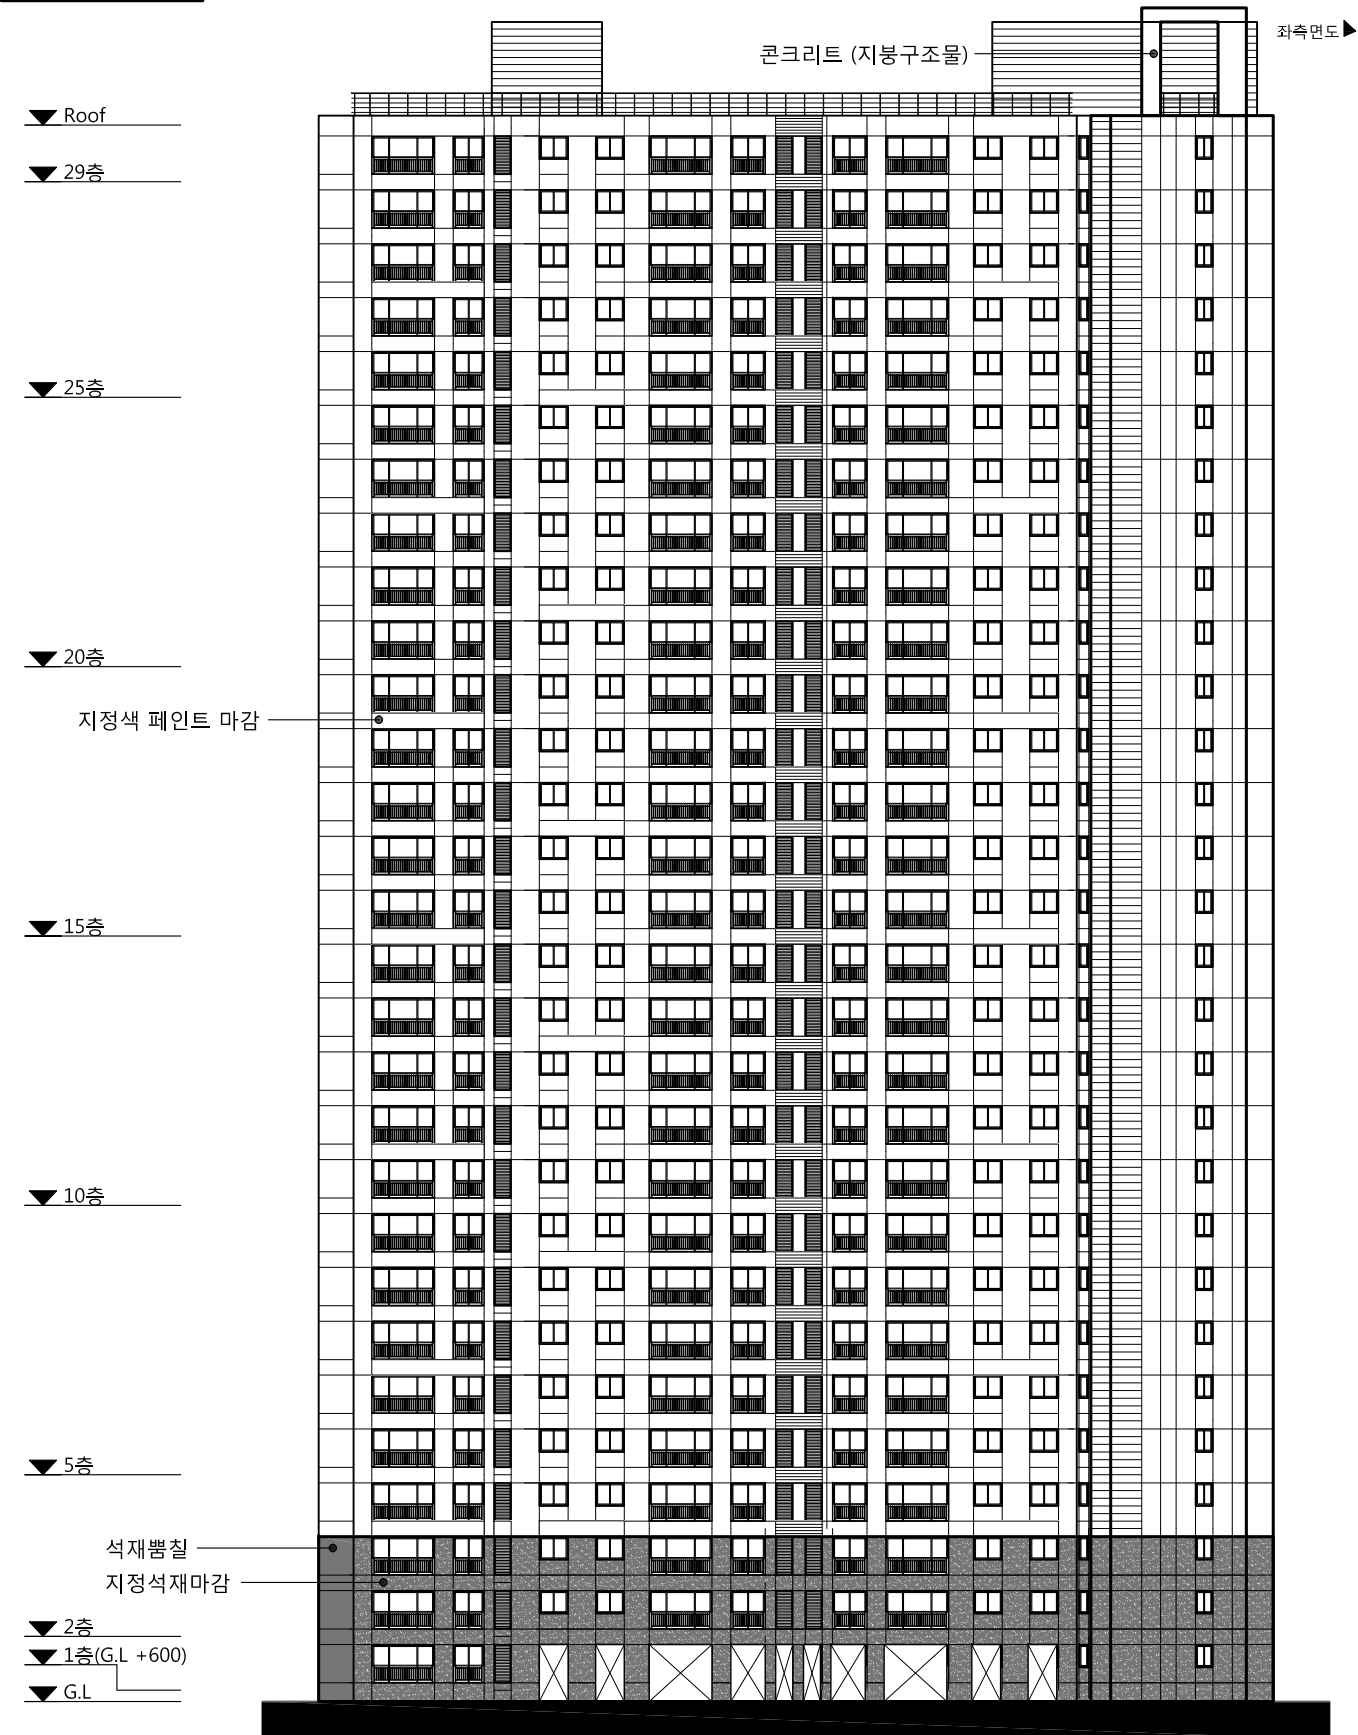 좌측면도
콘크리트 (지붕구조물)
Roof
29층
25층
20층
지정색 페인트 마감
15층
10층
5층
석재뿜칠
지정석재마감
2층
1층(G.L +600)
G.L